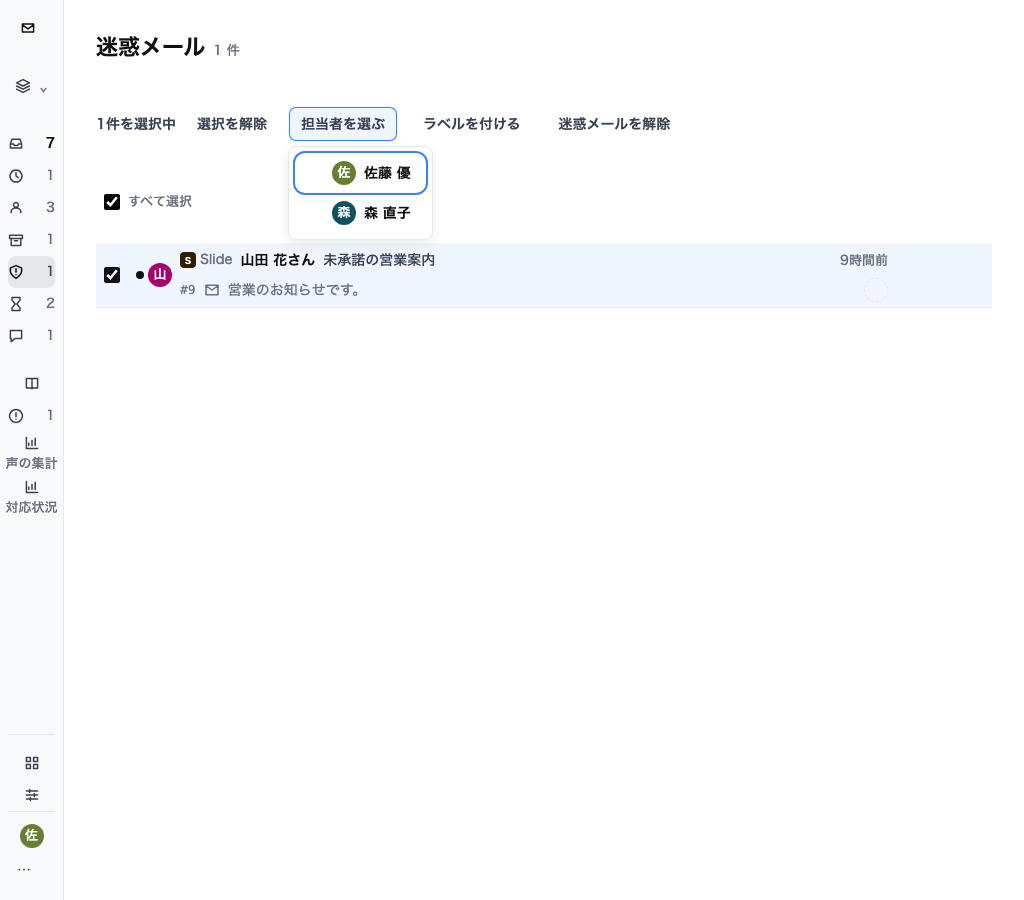 迷惑メール 1 件
1件を選択中 選択を解除 担当者を選ぶ ラベルを付ける 迷惑メールを解除
佐 佐藤 優
森 森 直子
すべて選択
山 s Slide 山田 花さん 未承諾の営業案内 9時間前
#9 営業のお知らせです。
7
1
3
1
1
2
1
1
声の集計
対応状況
佐
…